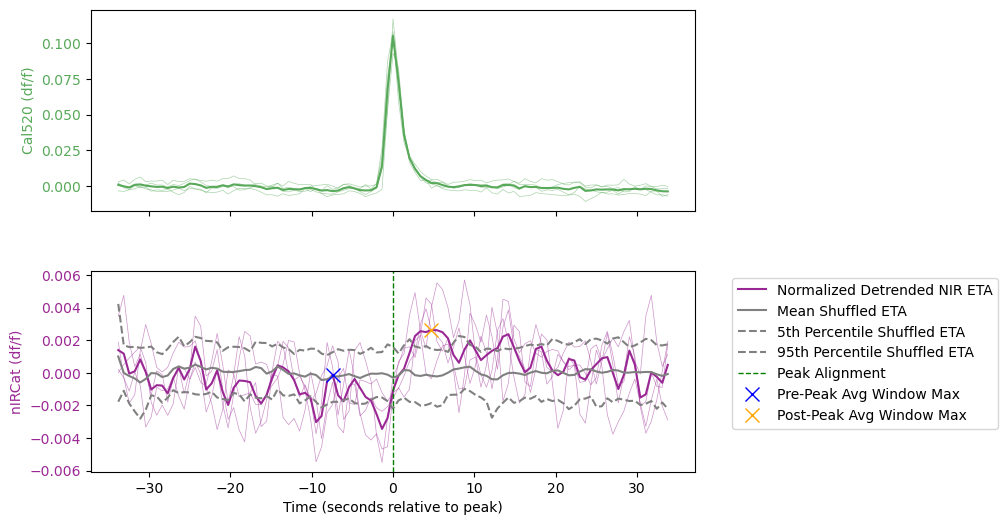 0.100
0.075
0.050
0.025
0.000
Cal520 (df/f)
0.006
0.004
0.002
0.000
−0.002
−0.004
−0.006
nIRCat (df/f)
−30
−20
−10
0
10
20
30
Time (seconds relative to peak)
Normalized Detrended NIR ETA
Mean Shuffled ETA
5th Percentile Shuffled ETA
95th Percentile Shuffled ETA
Peak Alignment
Pre-Peak Avg Window Max
Post-Peak Avg Window Max